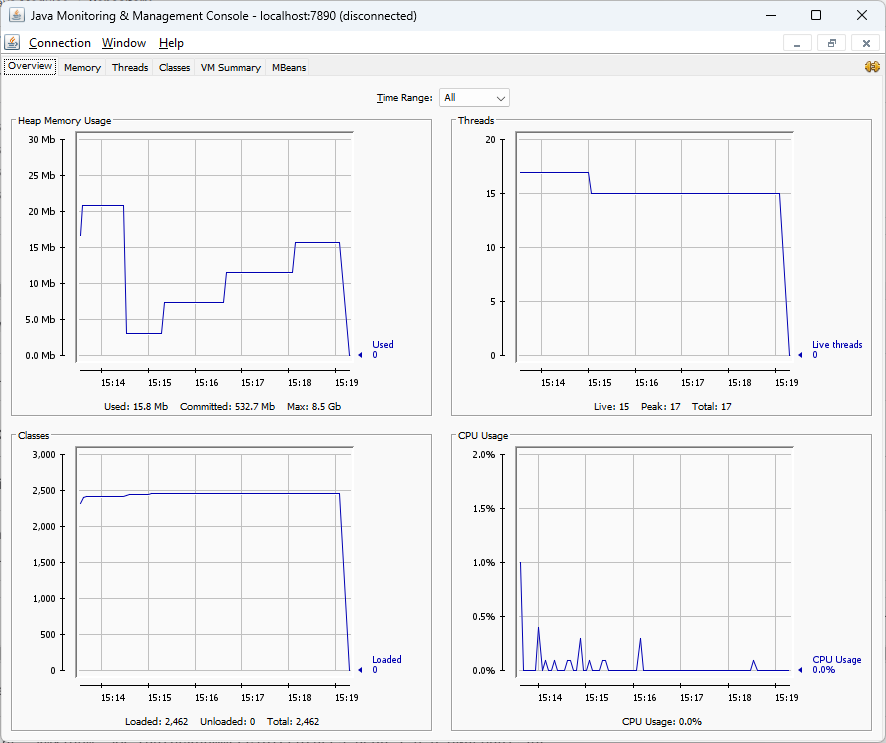 Java Monitoring & Management Console - localhost:7890 (disconnected)
Connection Window Help
Overview Memory Threads Classes VM Summary MBeans
Time Range: All
Heap Memory Usage
30 Mb
25 Mb
20 Mb
15 Mb
10 Mb
5.0 Mb
0.0 Mb
Used
0
15:14 15:15 15:16 15:17 15:18 15:19
Used: 15.8 Mb Committed: 532.7 Mb Max: 8.5 Gb
Threads
20
15
10
5
0
Live threads
0
15:14 15:15 15:16 15:17 15:18 15:19
Live: 15 Peak: 17 Total: 17
Classes
3,000
2,500
2,000
1,500
1,000
500
0
Loaded
0
15:14 15:15 15:16 15:17 15:18 15:19
Loaded: 2,462 Unloaded: 0 Total: 2,462
CPU Usage
2.0%
1.5%
1.0%
0.5%
0.0%
CPU Usage
0.0%
15:14 15:15 15:16 15:17 15:18 15:19
CPU Usage: 0.0%